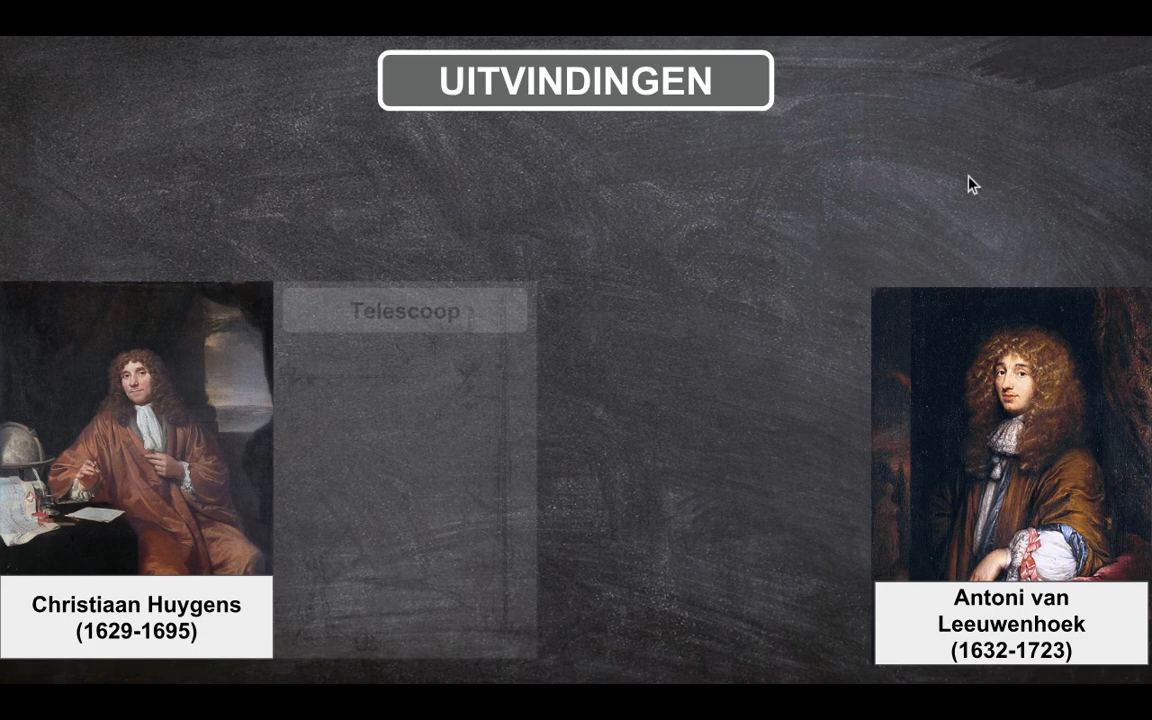 UITVINDINGEN
Telescoop
Christiaan Huygens
(1629-1695)
Antoni van
Leeuwenhoek
(1632-1723)